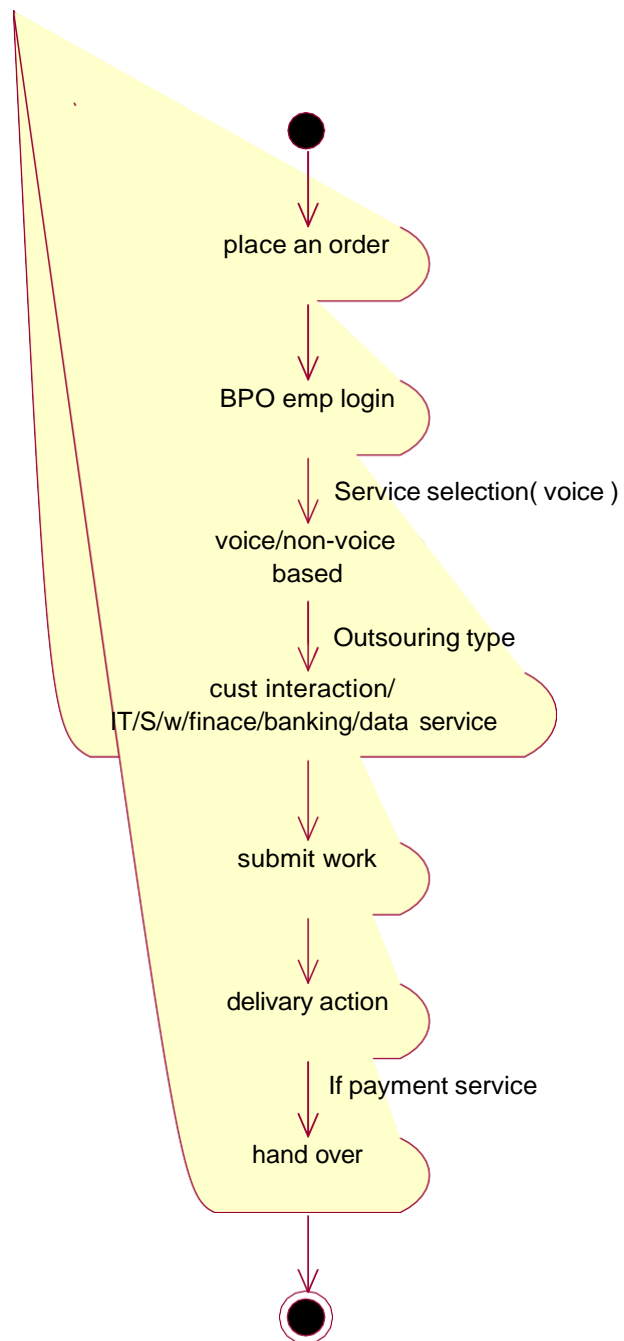 place an order
BPO emp login
Service selection( voice )
voice/non-voice
based
Outsouring type
cust interaction/
IT/S/w/finace/banking/data service
submit work
delivary action
If payment service
hand over